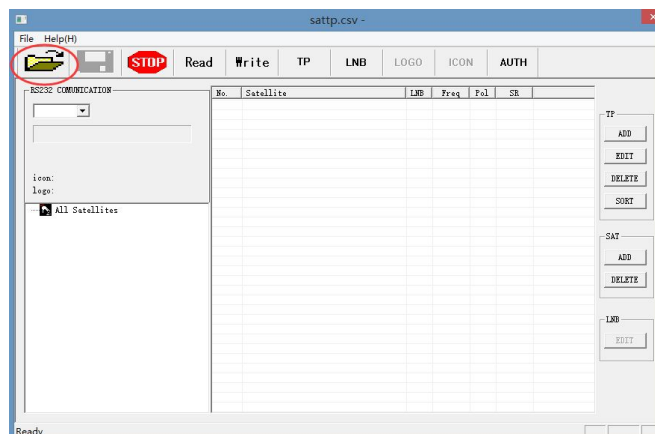 sattp.csv -
File Help(H)
STOP Read Write TP LNB LOGO ICON AUTH
RS232 COMUNICATION
No. Satellite LNB Freq Pol SR
icon:
logo:
All Satellites
TP
ADD
EDIT
DELETE
SORT
SAT
ADD
DELETE
LNB
EDIT
Ready